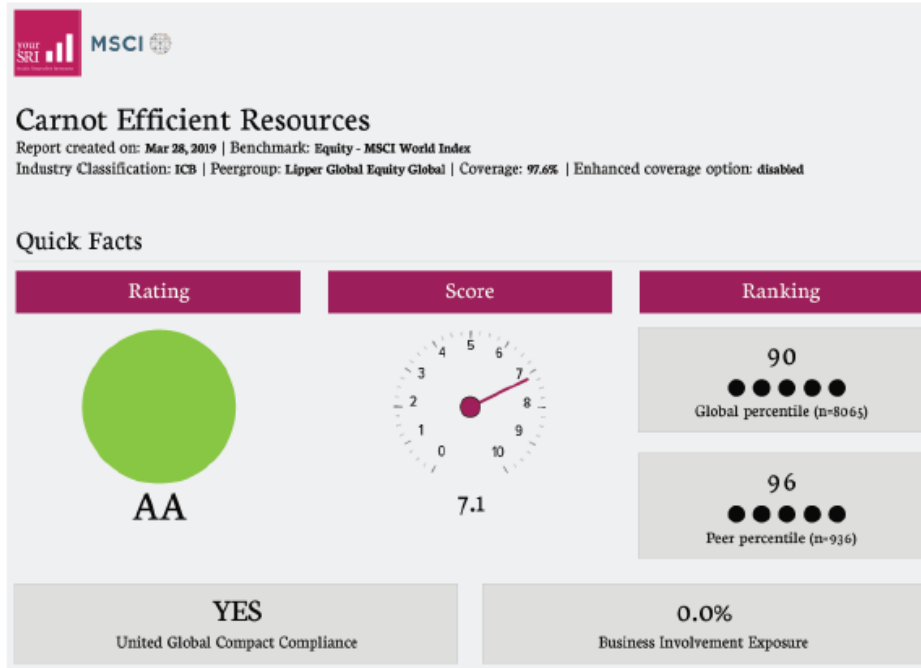 your
SRI
MSCI
Carnot Efficient Resources
Report created on: Mar 28, 2019 | Benchmark: Equity - MSCI World Index
Industry Classification: ICB | Peergroup: Lipper Global Equity Global | Coverage: 97.6% | Enhanced coverage option: disabled
Quick Facts
Rating
Score
Ranking
AA
0
1
2
3
4
5
6
7
8
9
10
7.1
90
Global percentile (n=8065)
96
Peer percentile (n=936)
YES
United Global Compact Compliance
0.0%
Business Involvement Exposure